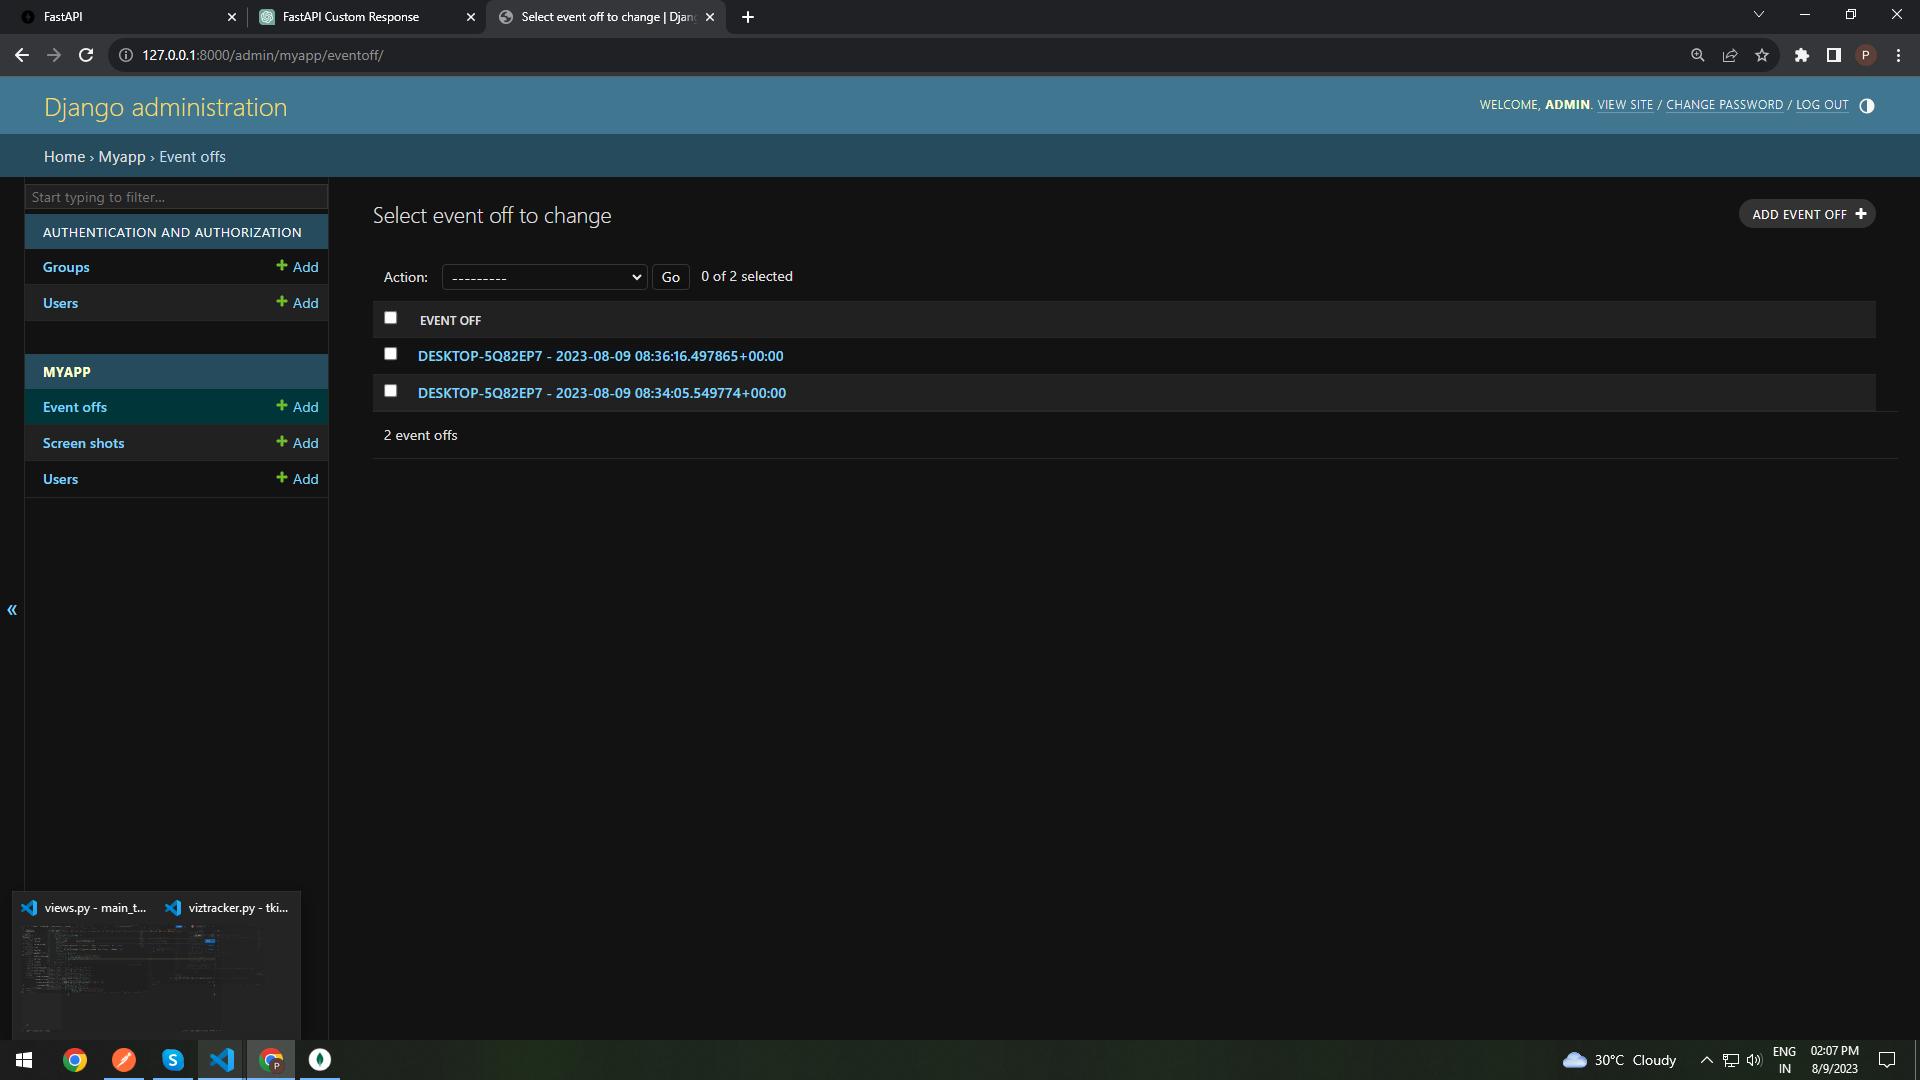 FastAPI
FastAPI Custom Response
Select event off to change | Djan
127.0.0.1:8000/admin/myapp/eventoff/
P
Django administration
WELCOME, ADMIN. VIEW SITE / CHANGE PASSWORD / LOG OUT
Home › Myapp › Event offs
Start typing to filter...
AUTHENTICATION AND AUTHORIZATION
Groups
Add
Users
Add
MYAPP
Event offs
Add
Screen shots
Add
Users
Add
«
Select event off to change
ADD EVENT OFF
Action:
---------
Go
0 of 2 selected
EVENT OFF
DESKTOP-5Q82EP7 - 2023-08-09 08:36:16.497865+00:00
DESKTOP-5Q82EP7 - 2023-08-09 08:34:05.549774+00:00
2 event offs
views.py - main_t...
viztracker.py - tki...
S
P
30°C Cloudy
ENG
IN
02:07 PM
8/9/2023